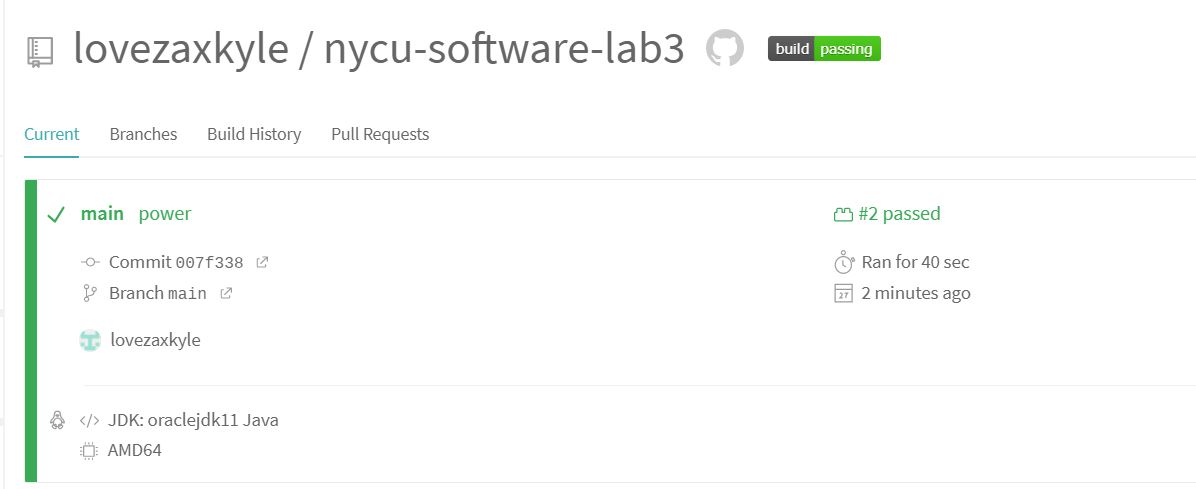 lovezaxkyle / nycu-software-lab3 build passing
Current Branches Build History Pull Requests
main power #2 passed
Commit 007f338 Ran for 40 sec
Branch main 27 2 minutes ago
lovezaxkyle
</> JDK: oraclejdk11 Java
AMD64